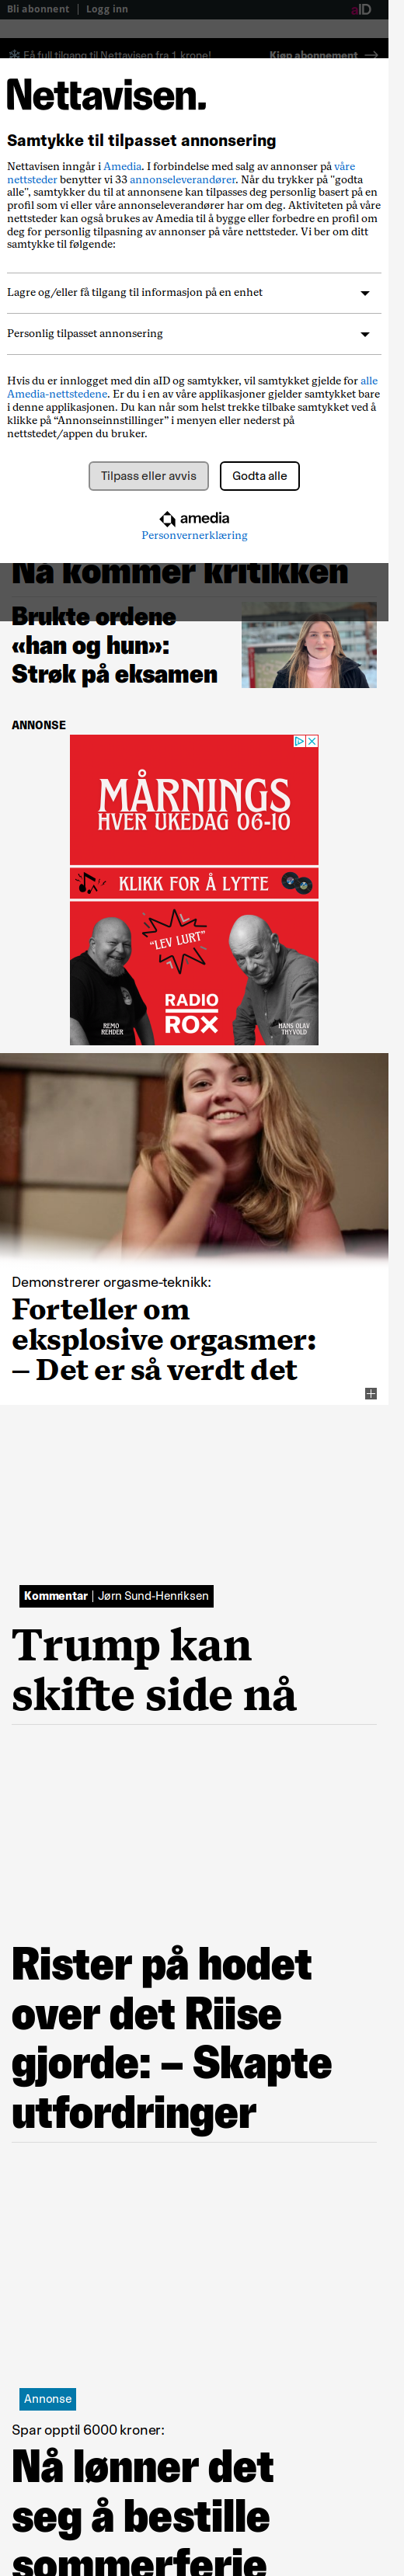 Bli abonnent | Logg inn
aID
Få full tilgang til Nettavisen fra 1 krone!
Kjøp abonnement →
Nettavisen.
Samtykke til tilpasset annonsering
Nettavisen inngår i Amedia. I forbindelse med salg av annonser på våre
nettsteder benytter vi 33 annonseleverandører. Når du trykker på "godta
alle", samtykker du til at annonsene kan tilpasses deg personlig basert på en
profil som vi eller våre annonseleverandører har om deg. Aktiviteten på våre
nettsteder kan også brukes av Amedia til å bygge eller forbedre en profil om
deg for personlig tilpasning av annonser på våre nettsteder. Vi ber om ditt
samtykke til følgende:
Lagre og/eller få tilgang til informasjon på en enhet
Personlig tilpasset annonsering
Hvis du er innlogget med din aID og samtykker, vil samtykket gjelde for alle
Amedia-nettstedene. Er du i en av våre applikasjoner gjelder samtykket bare
i denne applikasjonen. Du kan når som helst trekke tilbake samtykket ved å
klikke på “Annonseinnstillinger” i menyen eller nederst på
nettstedet/appen du bruker.
Tilpass eller avvis
Godta alle
amedia
Personvernerklæring
Nå kommer kritikken
Brukte ordene
«han og hun»:
Strøk på eksamen
ANNONSE
MÅRNINGS
HVER UKEDAG 06-10
KLIKK FOR Å LYTTE
“LEV LURT”
RADIO
ROX
REMO
REHDER
HANS OLAV
THYVOLD
Demonstrerer orgasme-teknikk:
Forteller om
eksplosive orgasmer:
– Det er så verdt det
Kommentar | Jørn Sund-Henriksen
Trump kan
skifte side nå
Rister på hodet
over det Riise
gjorde: – Skapte
utfordringer
Annonse
Spar opptil 6000 kroner:
Nå lønner det
seg å bestille
sommerferie